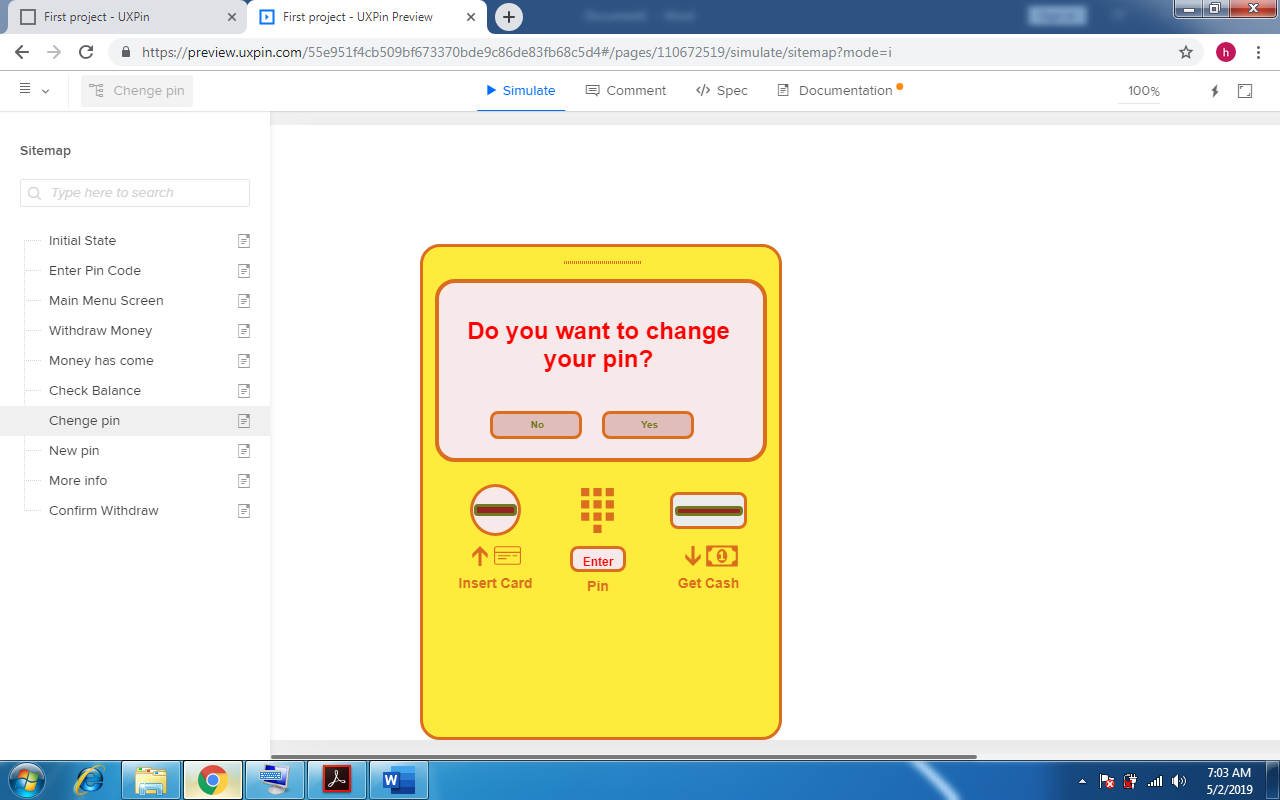 First project - UXPin
First project - UXPin Preview
https://preview.uxpin.com/55e951f4cb509bf673370bde9c86de83fb68c5d4#/pages/110672519/simulate/sitemap?mode=i
h
Chenge pin
Simulate
Comment
Spec
Documentation
100%
Sitemap
Type here to search
Initial State
Enter Pin Code
Main Menu Screen
Withdraw Money
Money has come
Check Balance
Chenge pin
New pin
More info
Confirm Withdraw
Do you want to change
your pin?
No
Yes
1
Enter
Insert Card
Pin
Get Cash
7:03 AM
5/2/2019